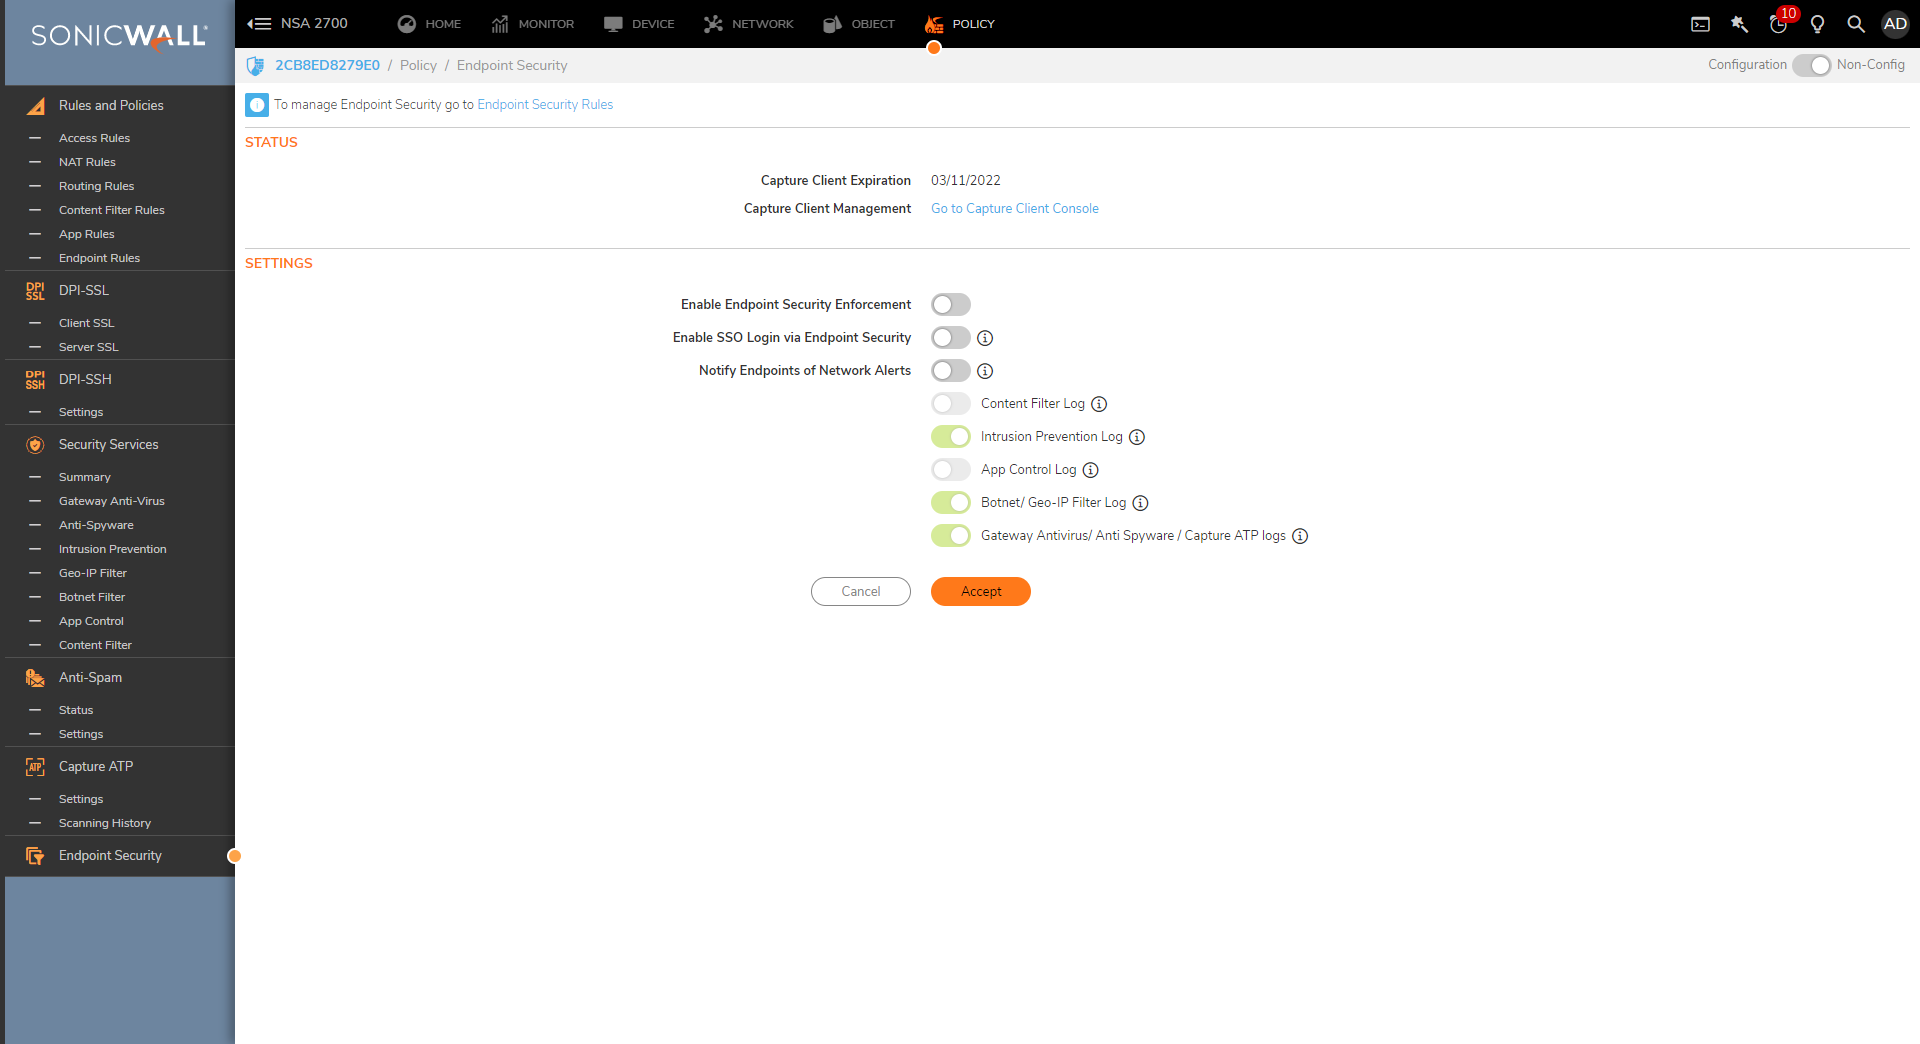 SONICWALL
NSA 2700
HOME
MONITOR
DEVICE
NETWORK
OBJECT
POLICY
10
AD
2CB8ED8279E0 / Policy / Endpoint Security
Configuration
Non-Config
To manage Endpoint Security go to Endpoint Security Rules
Rules and Policies
Access Rules
NAT Rules
Routing Rules
Content Filter Rules
App Rules
Endpoint Rules
DPI SSL
DPI-SSL
Client SSL
Server SSL
DPI SSH
DPI-SSH
Settings
Security Services
Summary
Gateway Anti-Virus
Anti-Spyware
Intrusion Prevention
Geo-IP Filter
Botnet Filter
App Control
Content Filter
Anti-Spam
Status
Settings
ATP
Capture ATP
Settings
Scanning History
Endpoint Security
STATUS
Capture Client Expiration 03/11/2022
Capture Client Management Go to Capture Client Console
SETTINGS
Enable Endpoint Security Enforcement
Enable SSO Login via Endpoint Security
Notify Endpoints of Network Alerts
Content Filter Log
Intrusion Prevention Log
App Control Log
Botnet/ Geo-IP Filter Log
Gateway Antivirus/ Anti Spyware / Capture ATP logs
Cancel
Accept